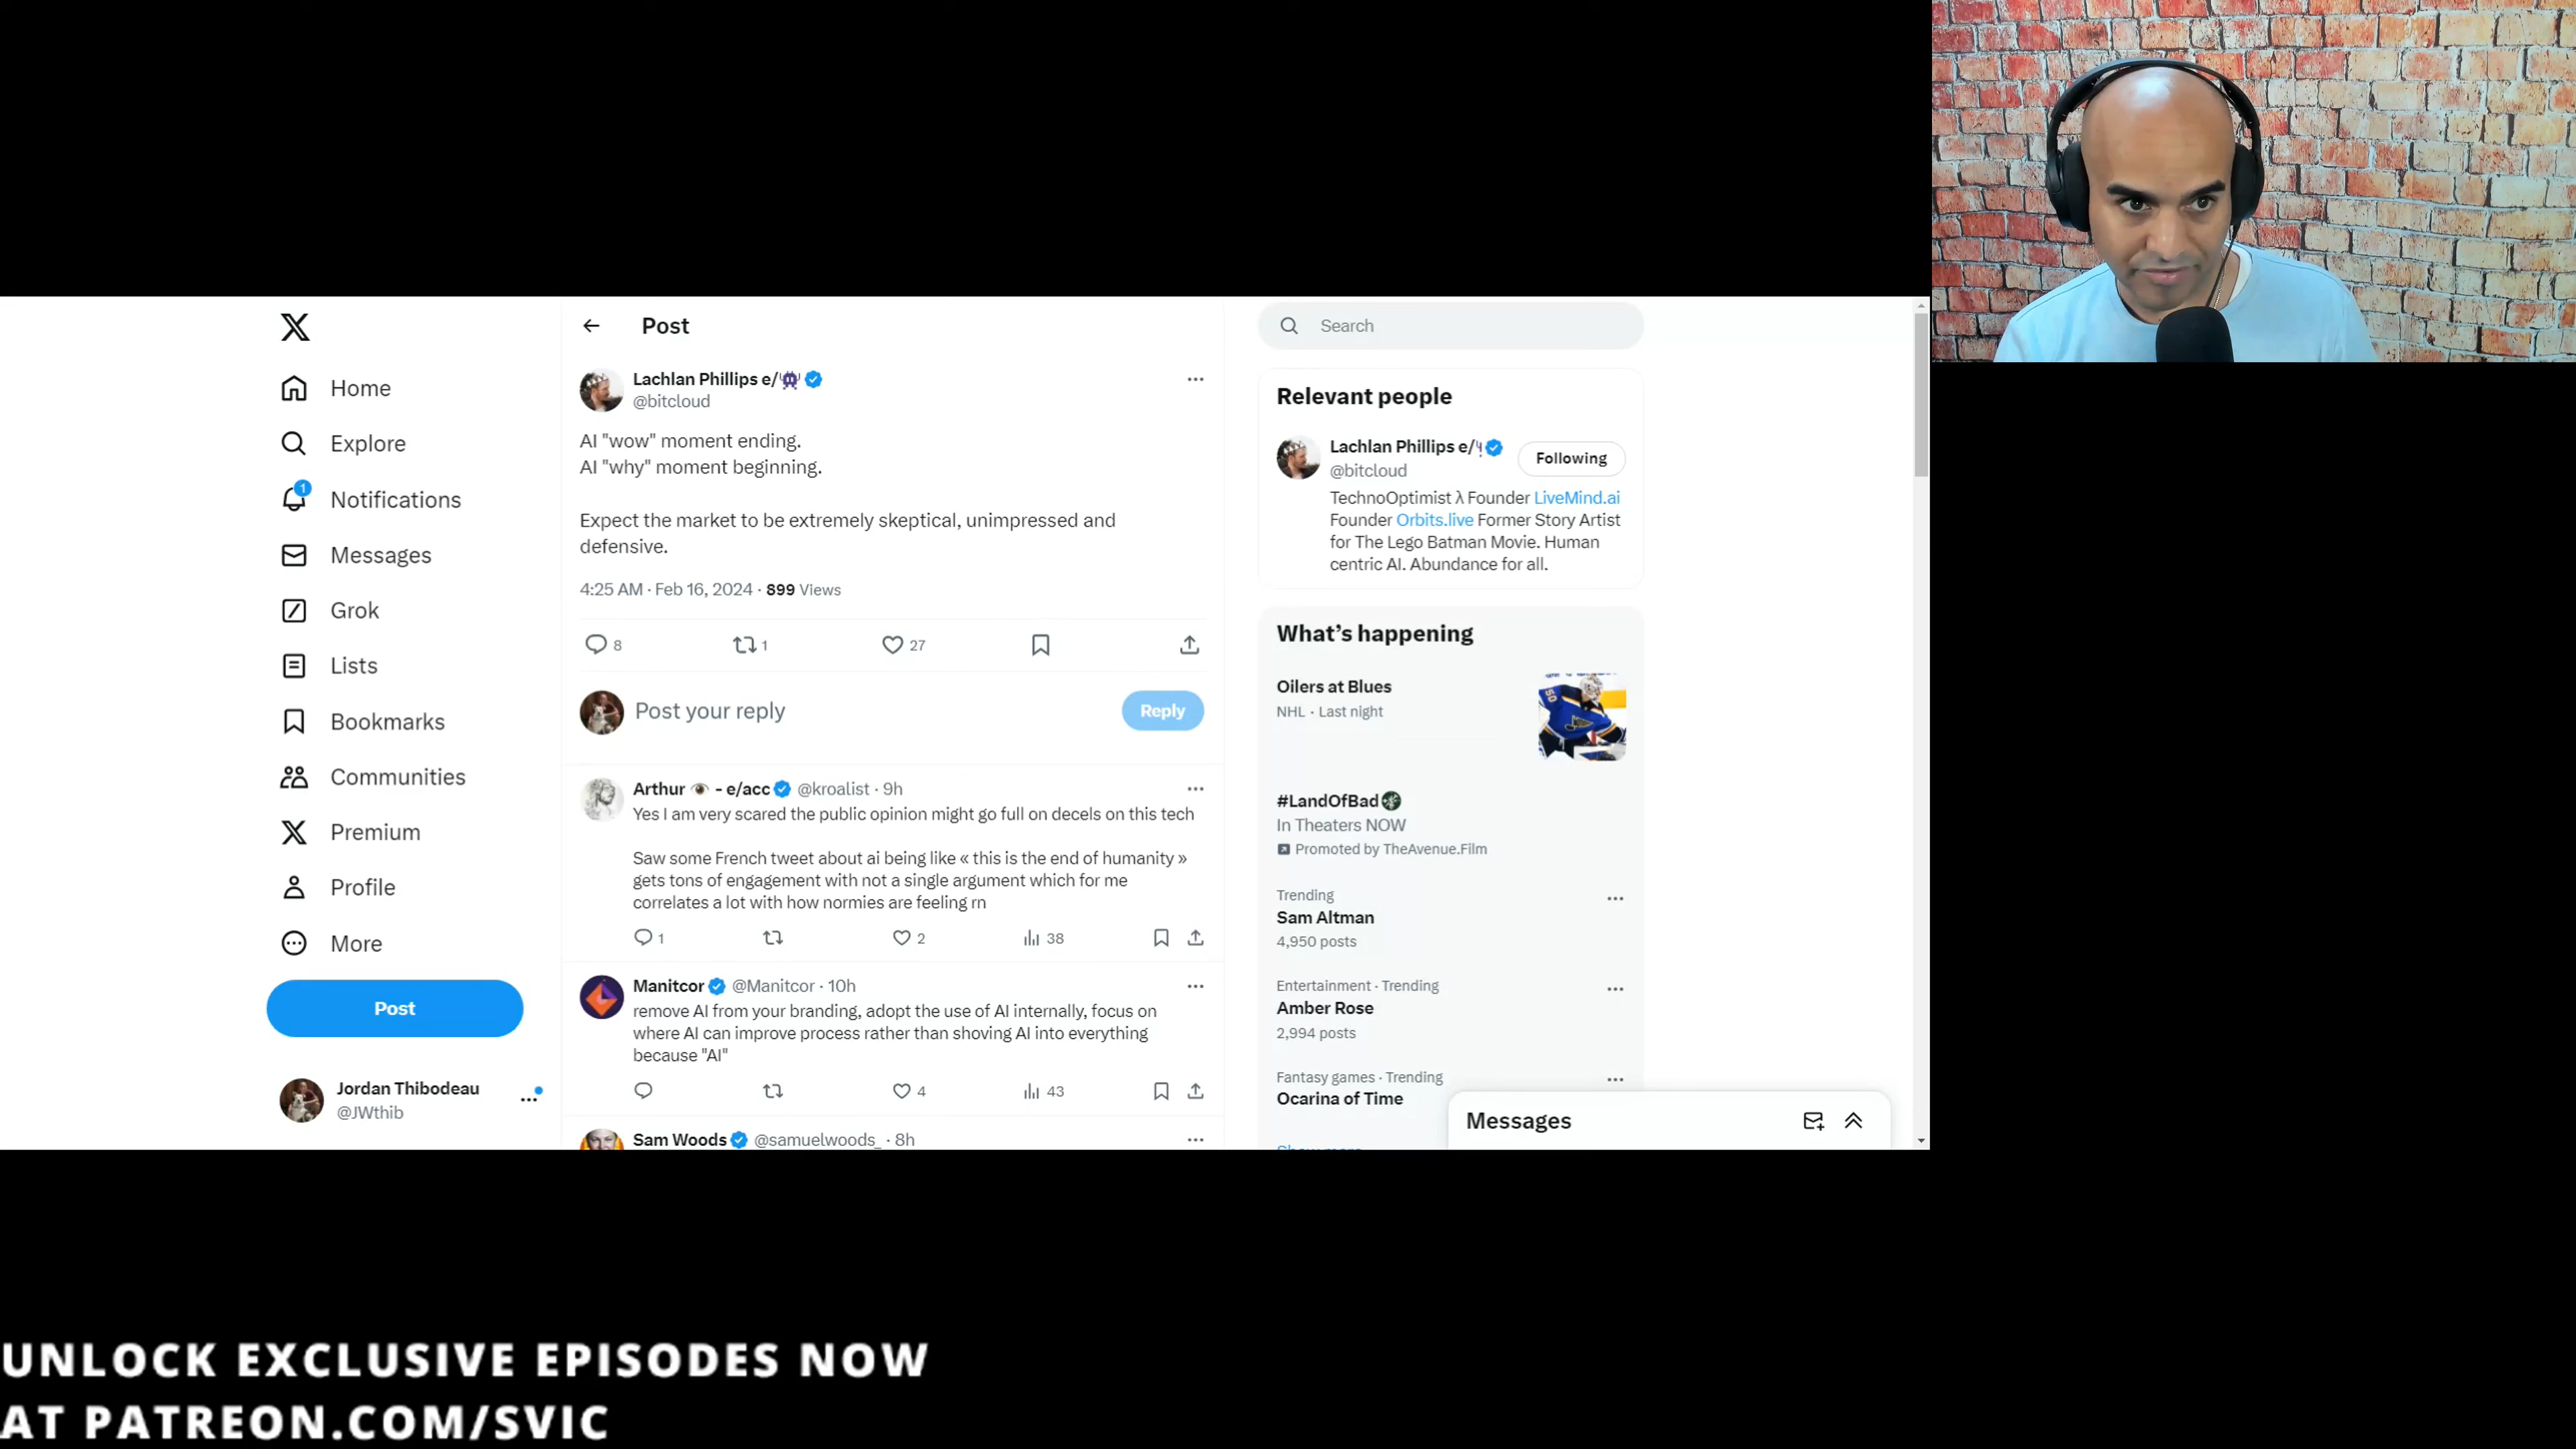 Home
Explore
1
Notifications
Messages
Grok
Lists
Bookmarks
Communities
Premium
Profile
More
Post
Jordan Thibodeau
@JWthib
Post
Lachlan Phillips e/
@bitcloud
AI "wow" moment ending.
AI "why" moment beginning.
Expect the market to be extremely skeptical, unimpressed and
defensive.
4:25 AM · Feb 16, 2024 · 899 Views
8 1 27
Post your reply
Reply
Arthur 👁 - e/acc @kroalist · 9h
Yes I am very scared the public opinion might go full on decels on this tech
Saw some French tweet about ai being like « this is the end of humanity »
gets tons of engagement with not a single argument which for me
correlates a lot with how normies are feeling rn
1 2 38
Manitcor @Manitcor · 10h
remove AI from your branding, adopt the use of AI internally, focus on
where AI can improve process rather than shoving AI into everything
because "AI"
4 43
Sam Woods @samuelwoods_ · 8h
Search
Relevant people
Lachlan Phillips e/
@bitcloud
Following
TechnoOptimist λ Founder LiveMind.ai
Founder Orbits.live Former Story Artist
for The Lego Batman Movie. Human
centric AI. Abundance for all.
What's happening
Oilers at Blues
NHL · Last night
50
#LandOfBad
In Theaters NOW
Promoted by TheAvenue.Film
Trending
Sam Altman
4,950 posts
Entertainment · Trending
Amber Rose
2,994 posts
Fantasy games · Trending
Ocarina of Time
Messages
UNLOCK EXCLUSIVE EPISODES NOW
AT PATREON.COM/SVIC